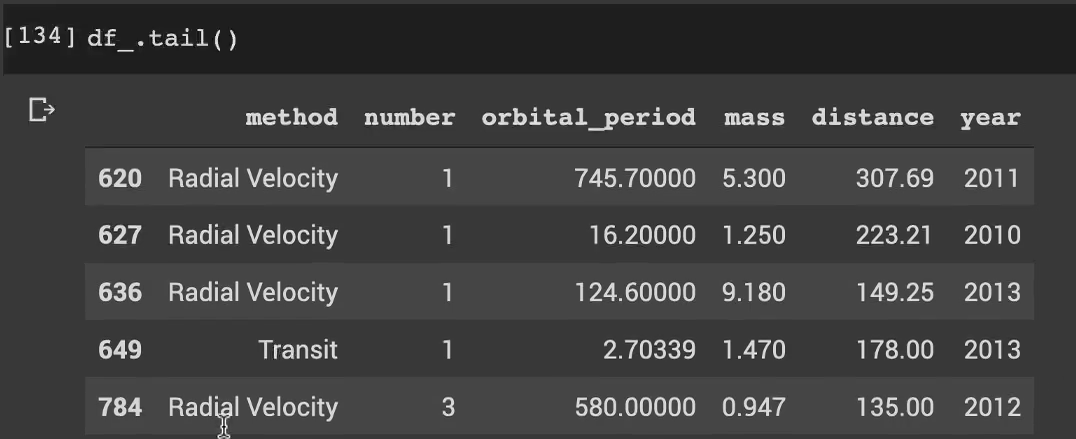 [134] df_.tail()
method number orbital_period mass distance year
620 Radial Velocity 1 745.70000 5.300 307.69 2011
627 Radial Velocity 1 16.20000 1.250 223.21 2010
636 Radial Velocity 1 124.60000 9.180 149.25 2013
649 Transit 1 2.70339 1.470 178.00 2013
784 Radial Velocity 3 580.00000 0.947 135.00 2012